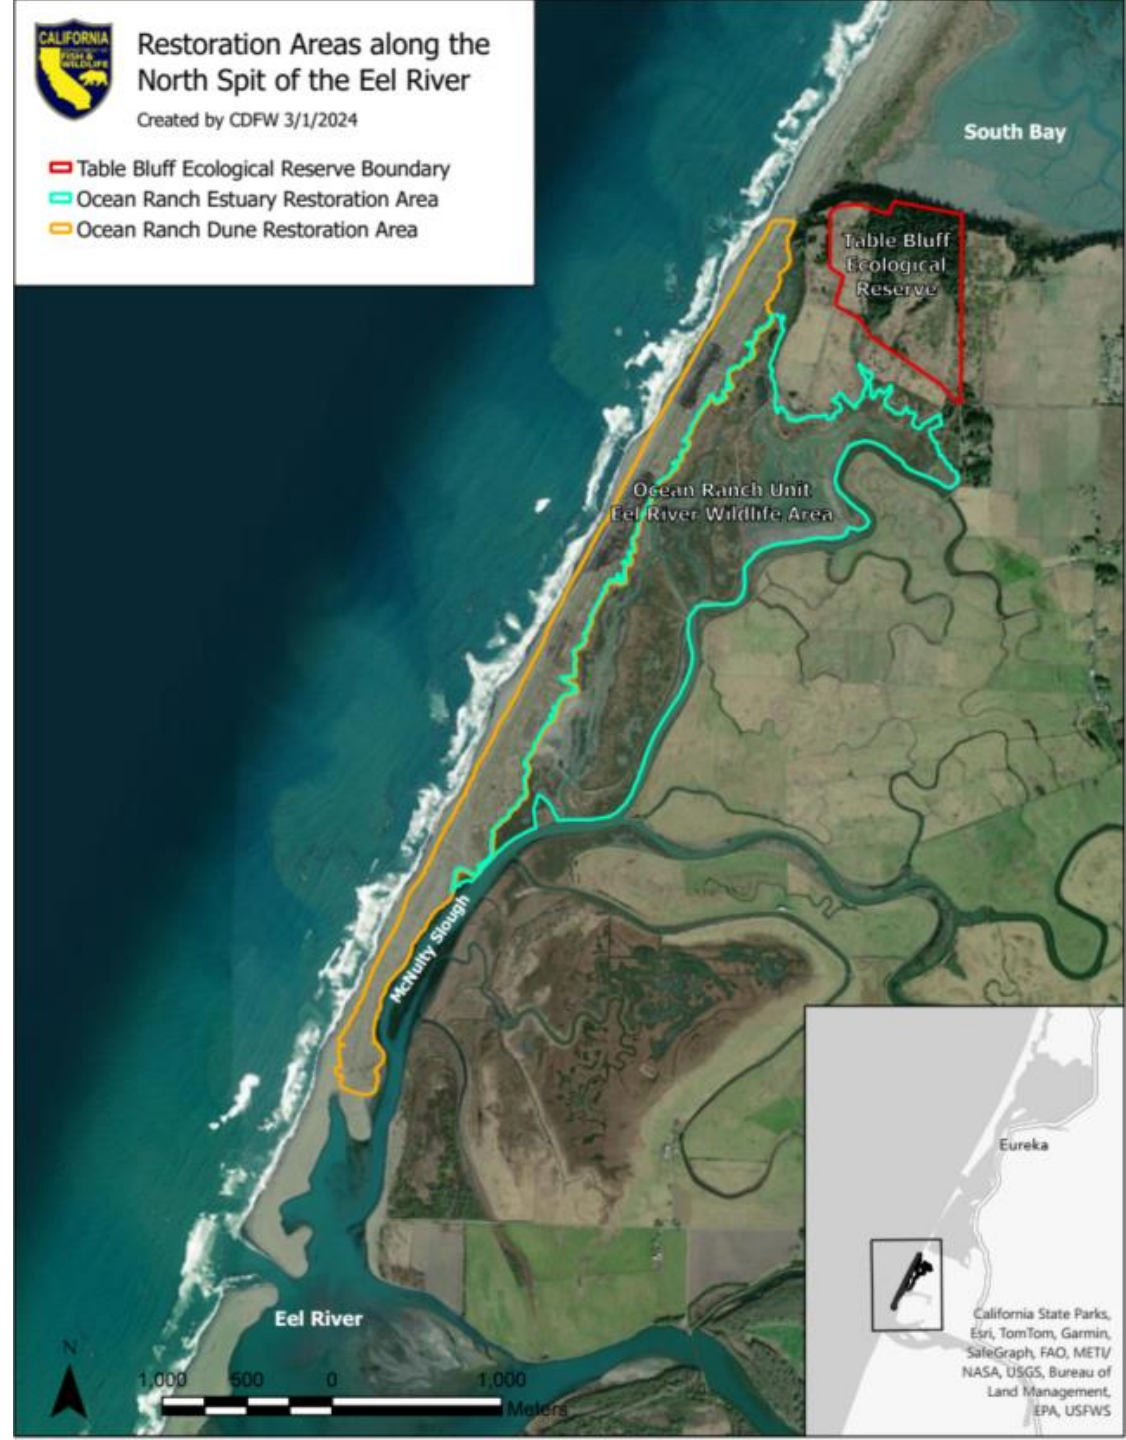 CALIFORNIA
FISH &
WILDLIFE
Restoration Areas along the
North Spit of the Eel River
Created by CDFW 3/1/2024
Table Bluff Ecological Reserve Boundary
Ocean Ranch Estuary Restoration Area
Ocean Ranch Dune Restoration Area
South Bay
Table Bluff
Ecological
Reserve
Ocean Ranch Unit
Eel River Wildlife Area
McNulty Slough
Eureka
Eel River
N
1,000 500 0 1,000
Meters
California State Parks,
Esri, TomTom, Garmin,
SafeGraph, FAO, METI/
NASA, USGS, Bureau of
Land Management,
EPA, USFWS